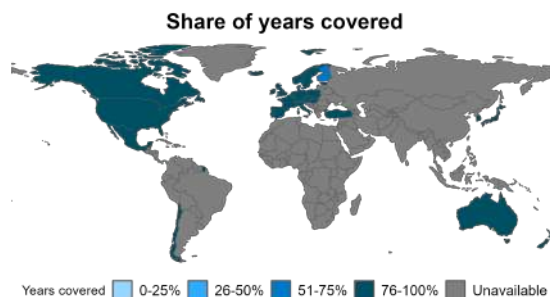 Share of years covered
Years covered 0-25% 26-50% 51-75% 76-100% Unavailable